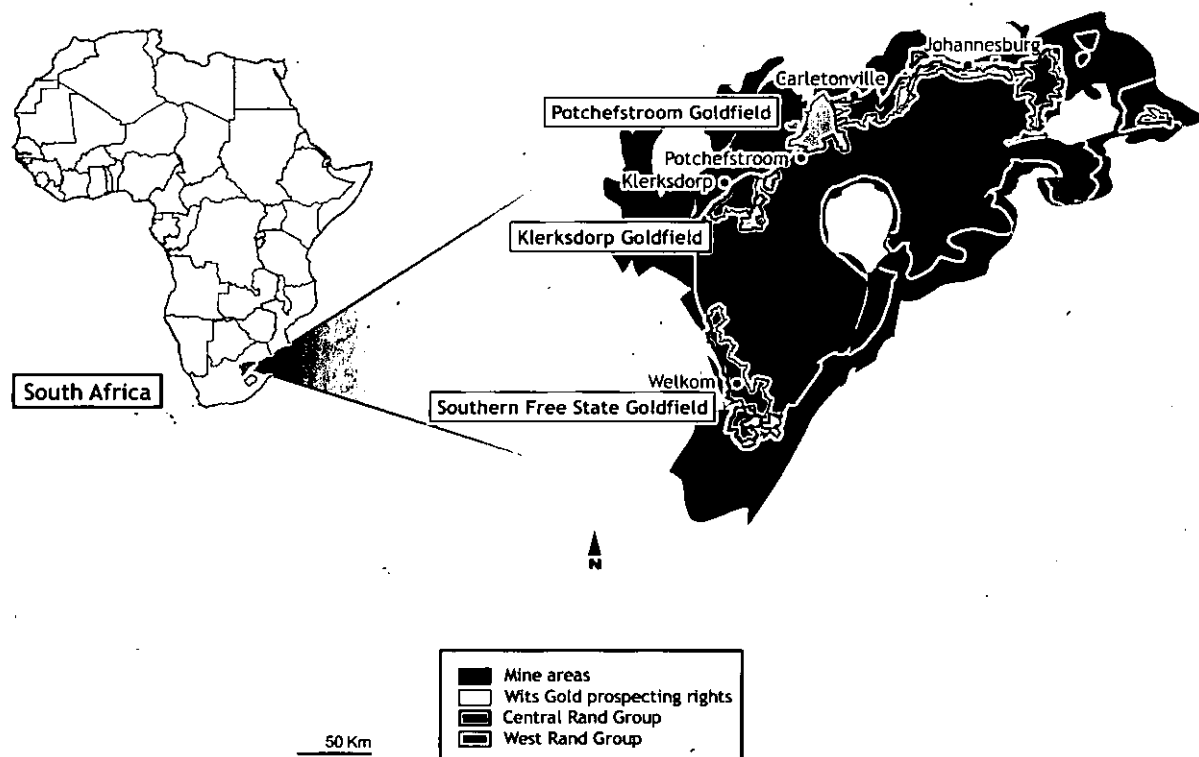 Johannesburg
Carletonville
Potchefstroom Goldfield
Potchefstroom
Klerksdorp
Klerksdorp Goldfield
South Africa
Welkom
Southern Free State Goldfield
N
Mine areas
Wits Gold prospecting rights
Central Rand Group
West Rand Group
50 Km